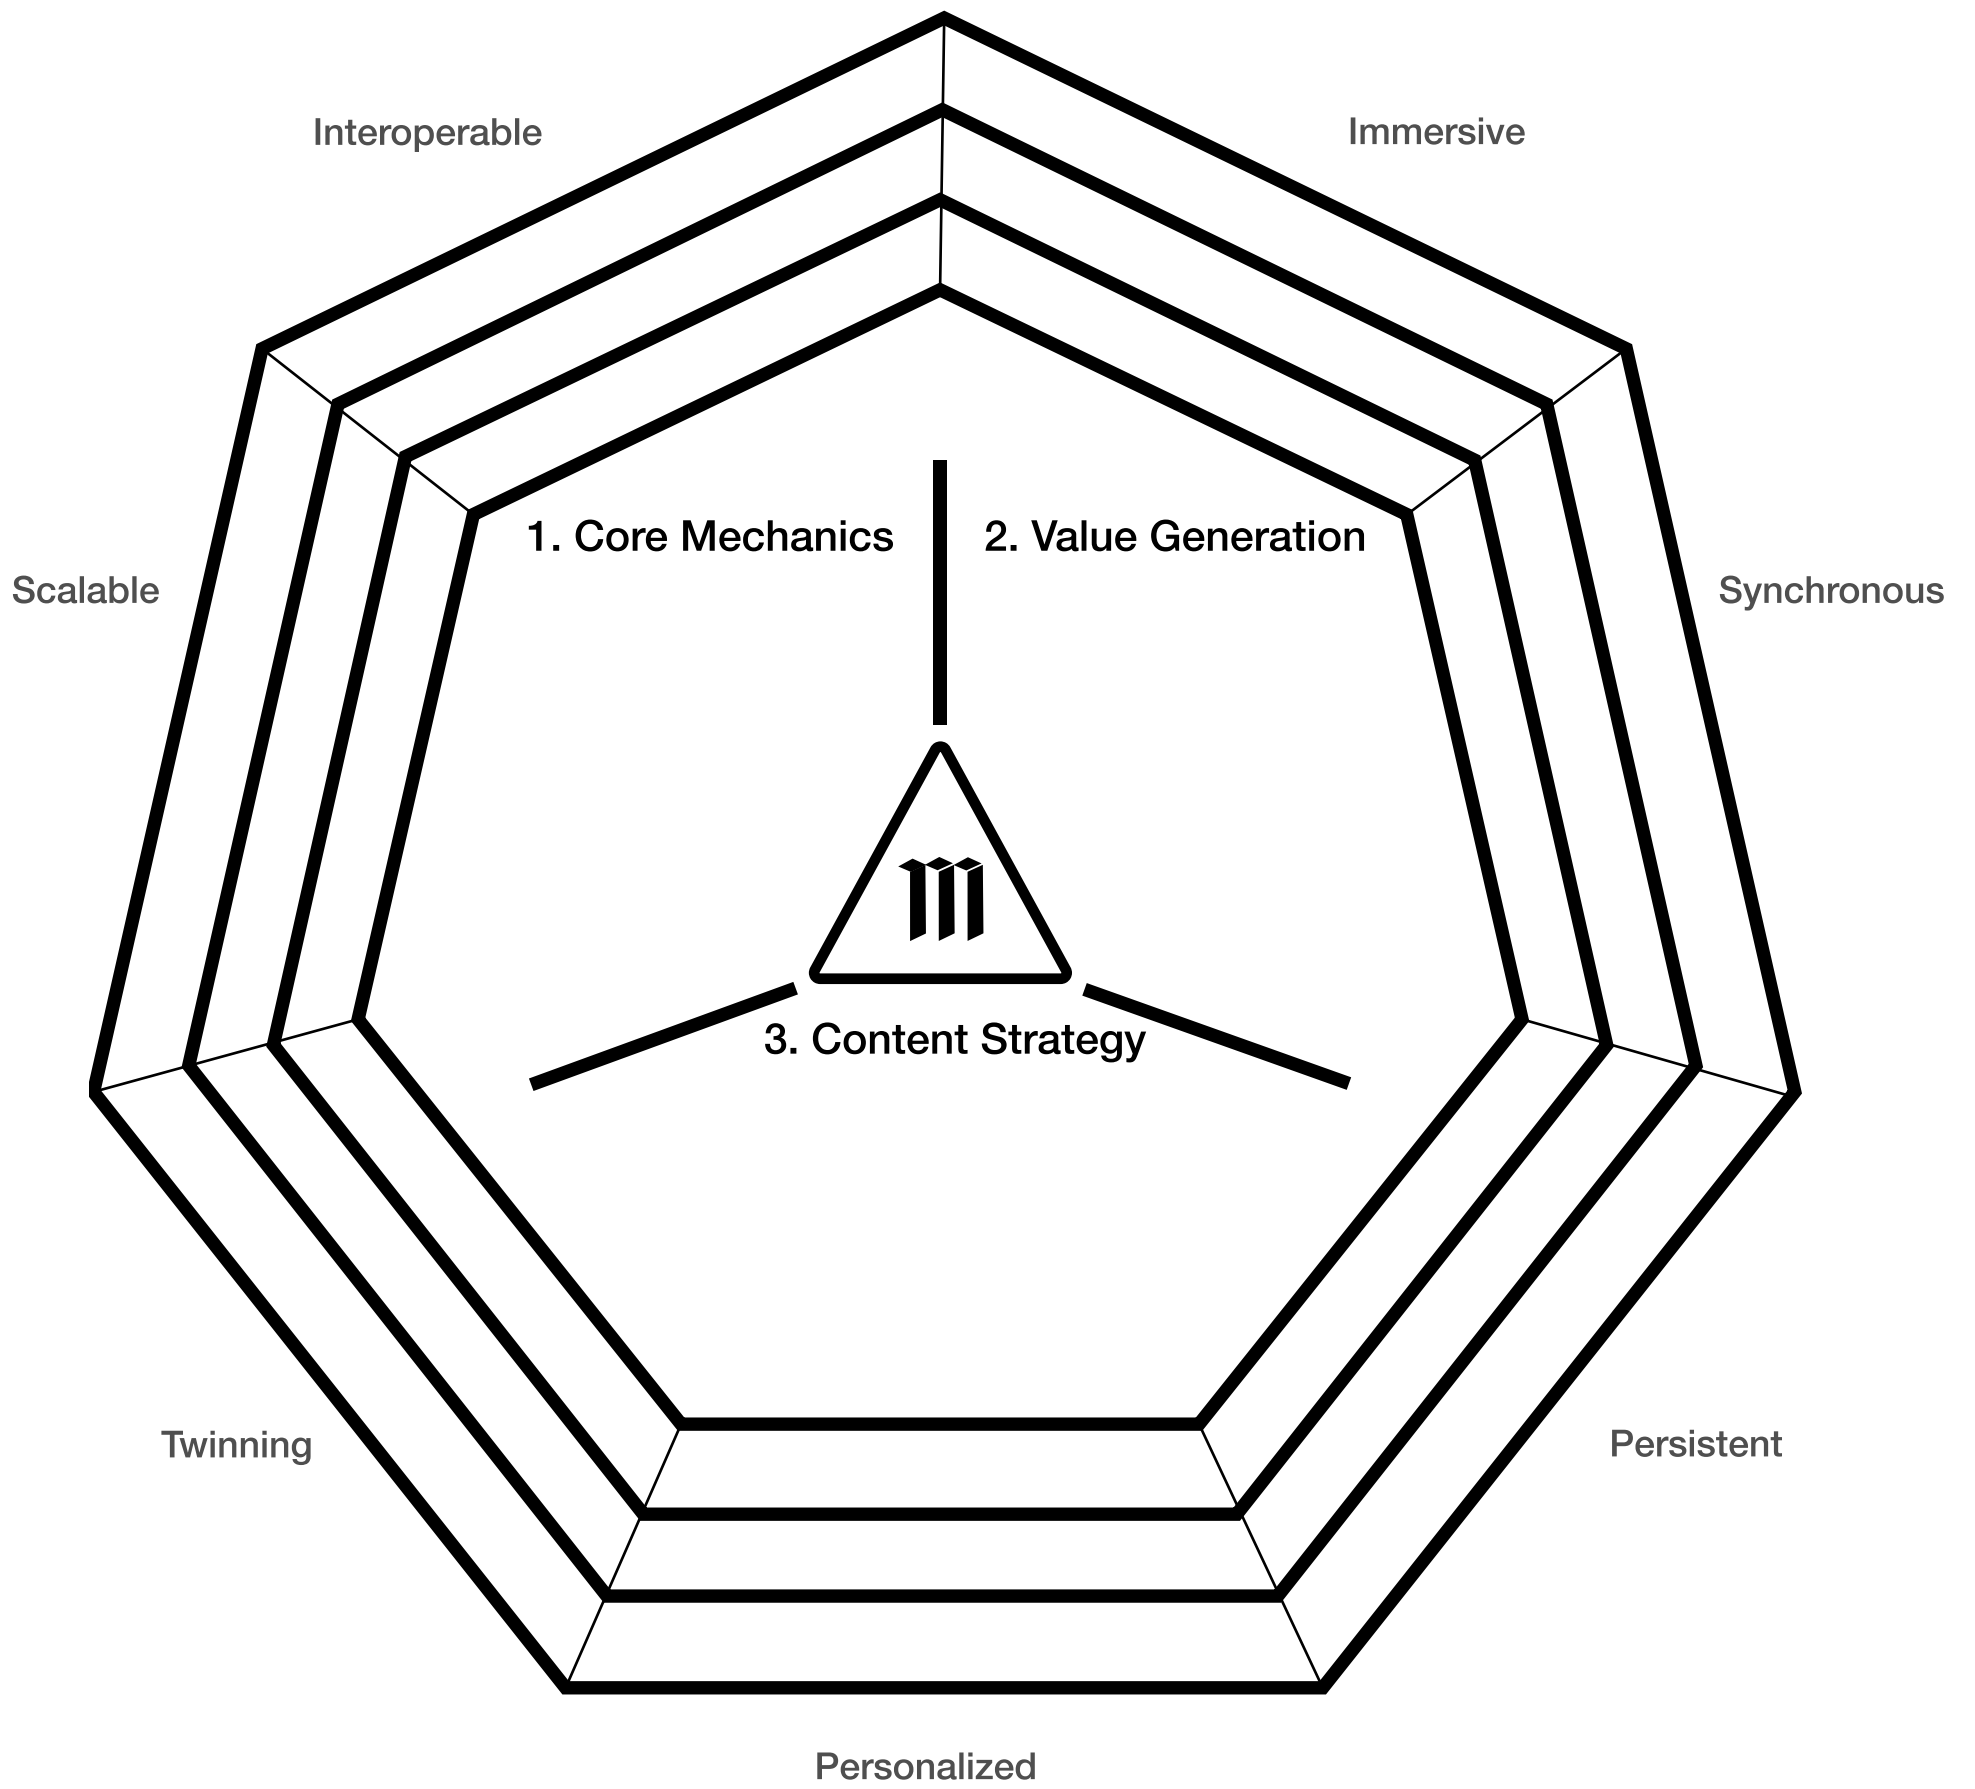 Interoperable
Immersive
1. Core Mechanics
2. Value Generation
Scalable
Synchronous
m
3. Content Strategy
Twinning
Persistent
Personalized